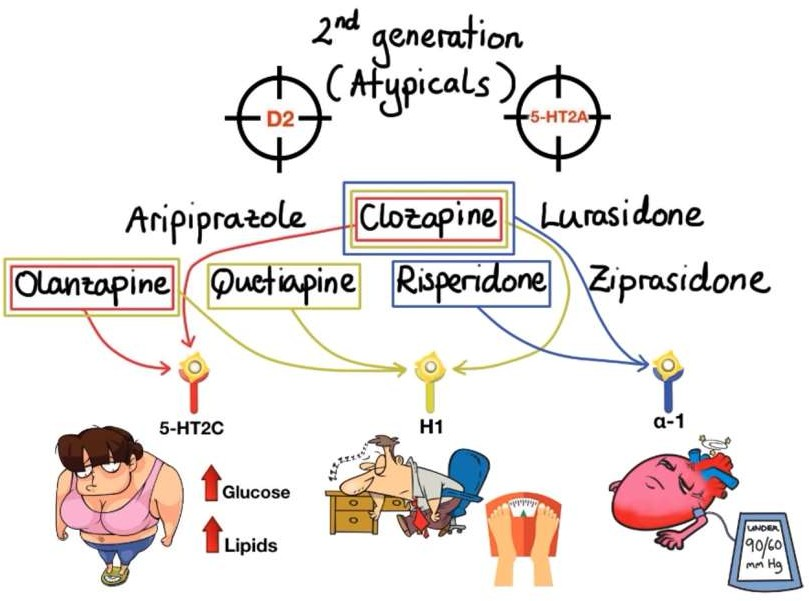 2nd generation
(Atypicals)
D2
5-HT2A
Aripiprazole
Clozapine
Lurasidone
Olanzapine
Quetiapine
Risperidone
Ziprasidone
5-HT2C
H1
α-1
Glucose
Lipids
UNDER
90/60
mm Hg